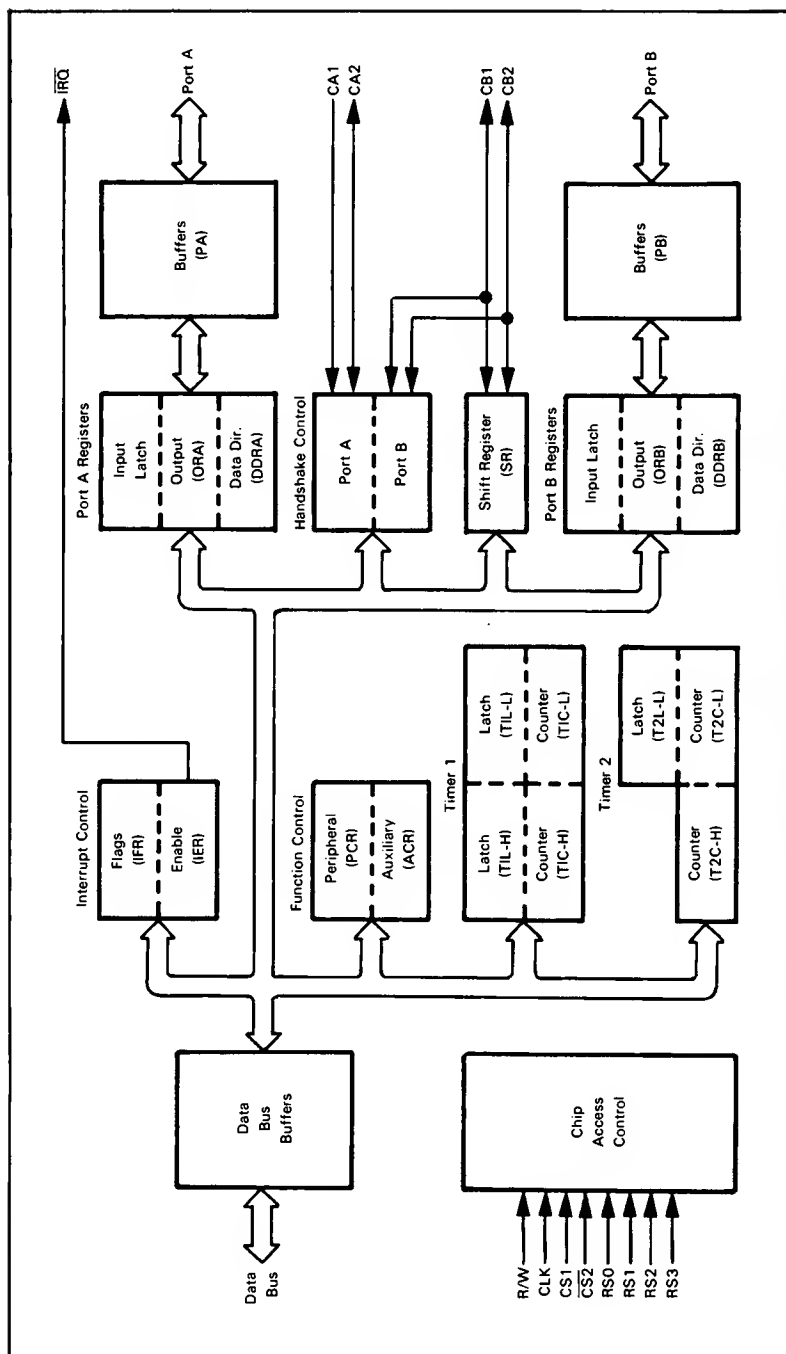 Data
Bus
Data
Bus
Buffers
R/W
CLK
CS1
CS2
RS0
RS1
RS2
RS3
Chip
Access
Control
Interrupt Control
Flags
(IFR)
Enable
(IER)
Function Control
Peripheral
(PCR)
Auxiliary
(ACR)
Latch
(TIL-H)
Latch
(TIL-L)
Counter
(TIC-H)
Counter
(TIC-L)
Timer 1
Timer 2
Latch
(T2L-L)
Counter
(T2C-H)
Counter
(T2C-L)
IRQ
Port A Registers
Input
Latch
Output
(ORA)
Data Dir.
(DDRA)
Buffers
(PA)
Port A
Handshake Control
Port A
Port B
CA1
CA2
Shift Register
(SR)
CB1
CB2
Port B Registers
Input Latch
Output
(ORB)
Data Dir.
(DDRB)
Buffers
(PB)
Port B